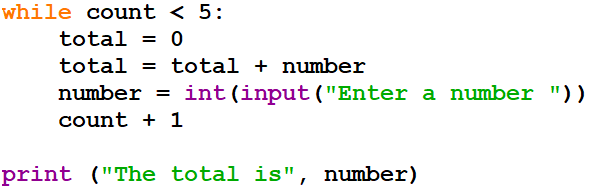 while count < 5:
    total = 0
    total = total + number
    number = int(input("Enter a number "))
    count + 1

print ("The total is", number)